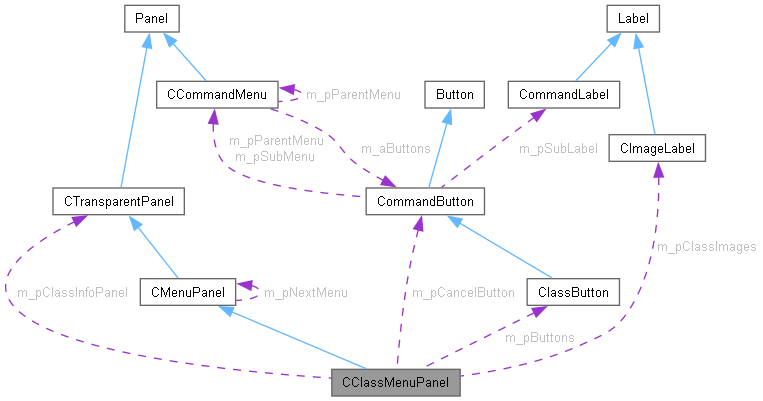 Panel
Label
CCommandMenu
m_pParentMenu
Button
CommandLabel
m_pParentMenu
m_pSubMenu
m_aButtons
m_pSubLabel
CImageLabel
CTransparentPanel
CommandButton
m_pClassImages
m_pClassInfoPanel
CMenuPanel
m_pNextMenu
m_pCancelButton
ClassButton
m_pButtons
CClassMenuPanel